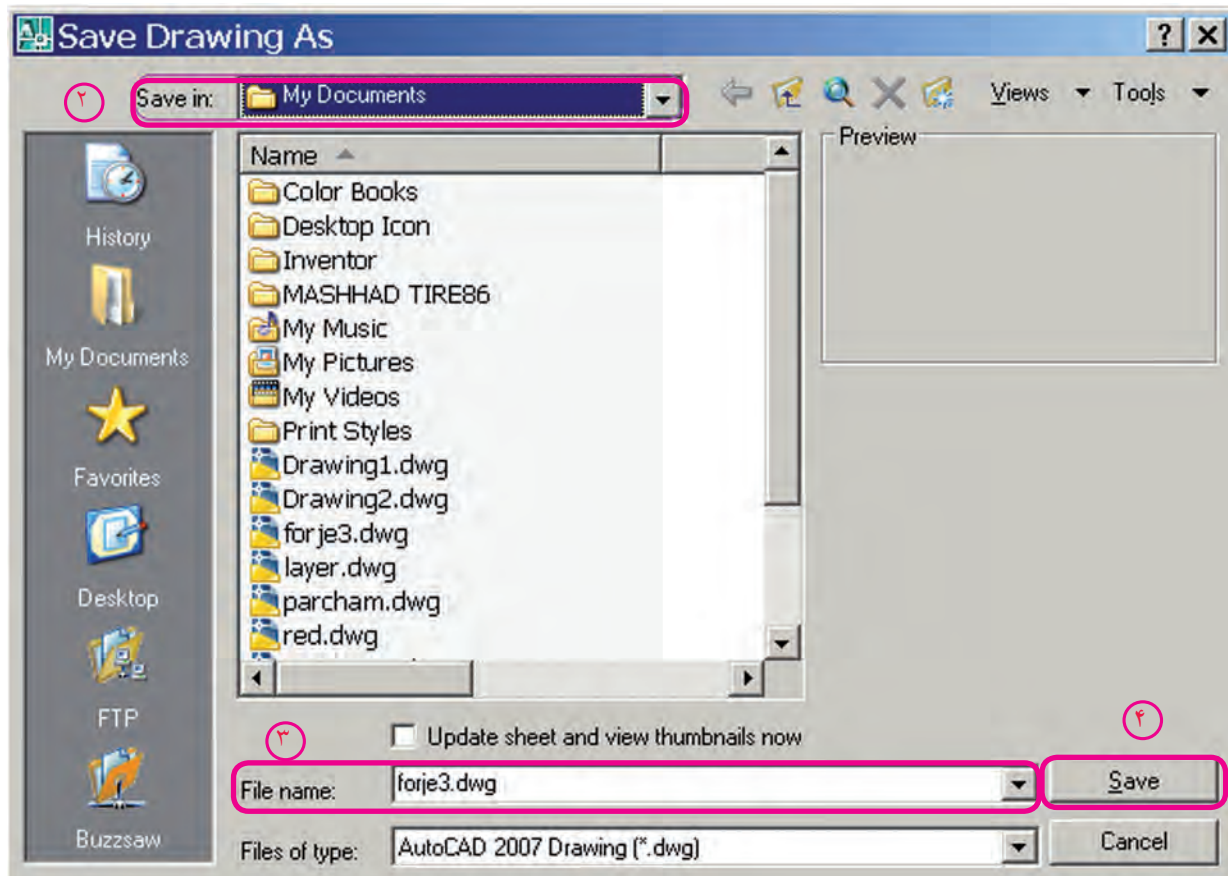 Save Drawing As
۲ Save in: My Documents Views Tools
History
My Documents
Favorites
Desktop
FTP
Buzzsaw
Name
Color Books
Desktop Icon
Inventor
MASHHAD TIRE86
My Music
My Pictures
My Videos
Print Styles
Drawing1.dwg
Drawing2.dwg
forje3.dwg
layer.dwg
parcham.dwg
red.dwg
Preview
Update sheet and view thumbnails now
۳
File name: forje3.dwg
۴
Save
Files of type: AutoCAD 2007 Drawing (*.dwg)
Cancel